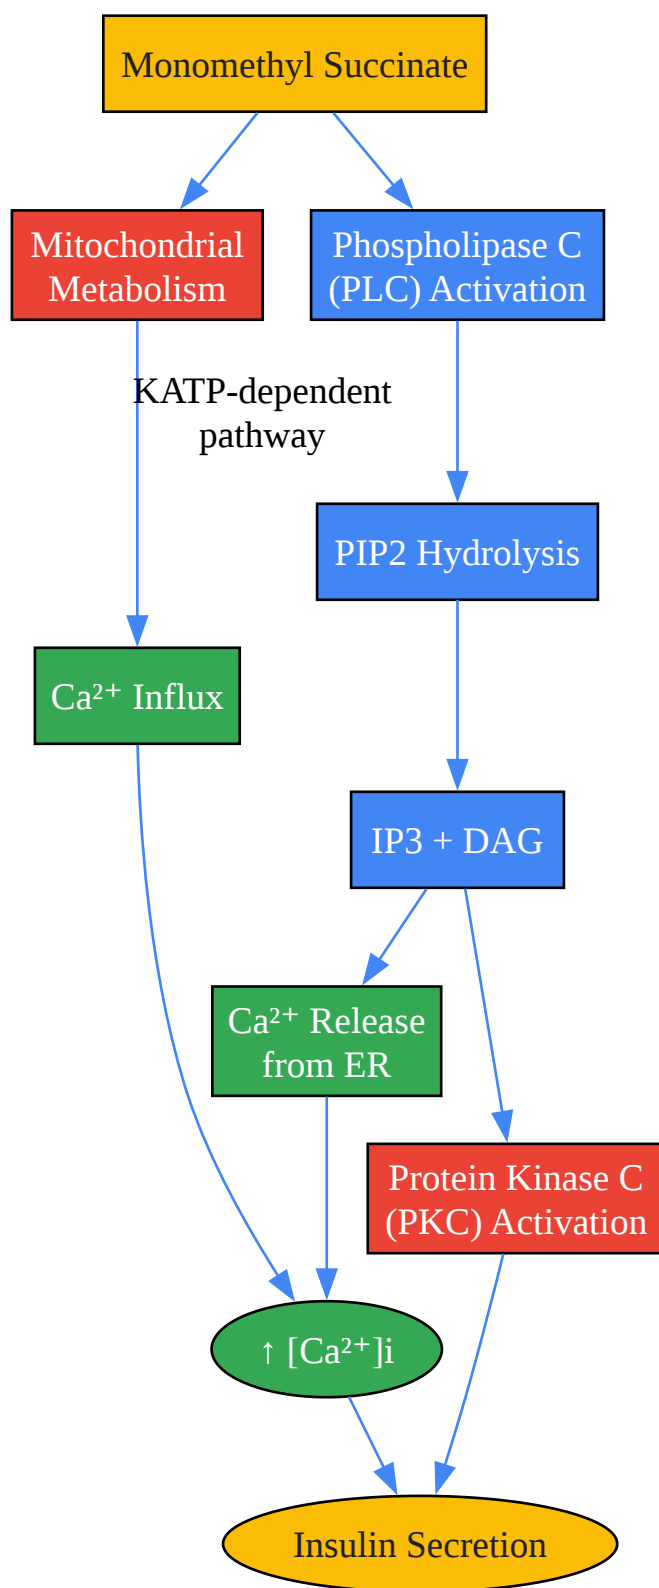 Monomethyl Succinate
Mitochondrial
Metabolism
Phospholipase C
(PLC) Activation
KATP-dependent
pathway
PIP2 Hydrolysis
Ca²⁺ Influx
IP3 + DAG
Ca²⁺ Release
from ER
Protein Kinase C
(PKC) Activation
↑ [Ca²⁺]i
Insulin Secretion